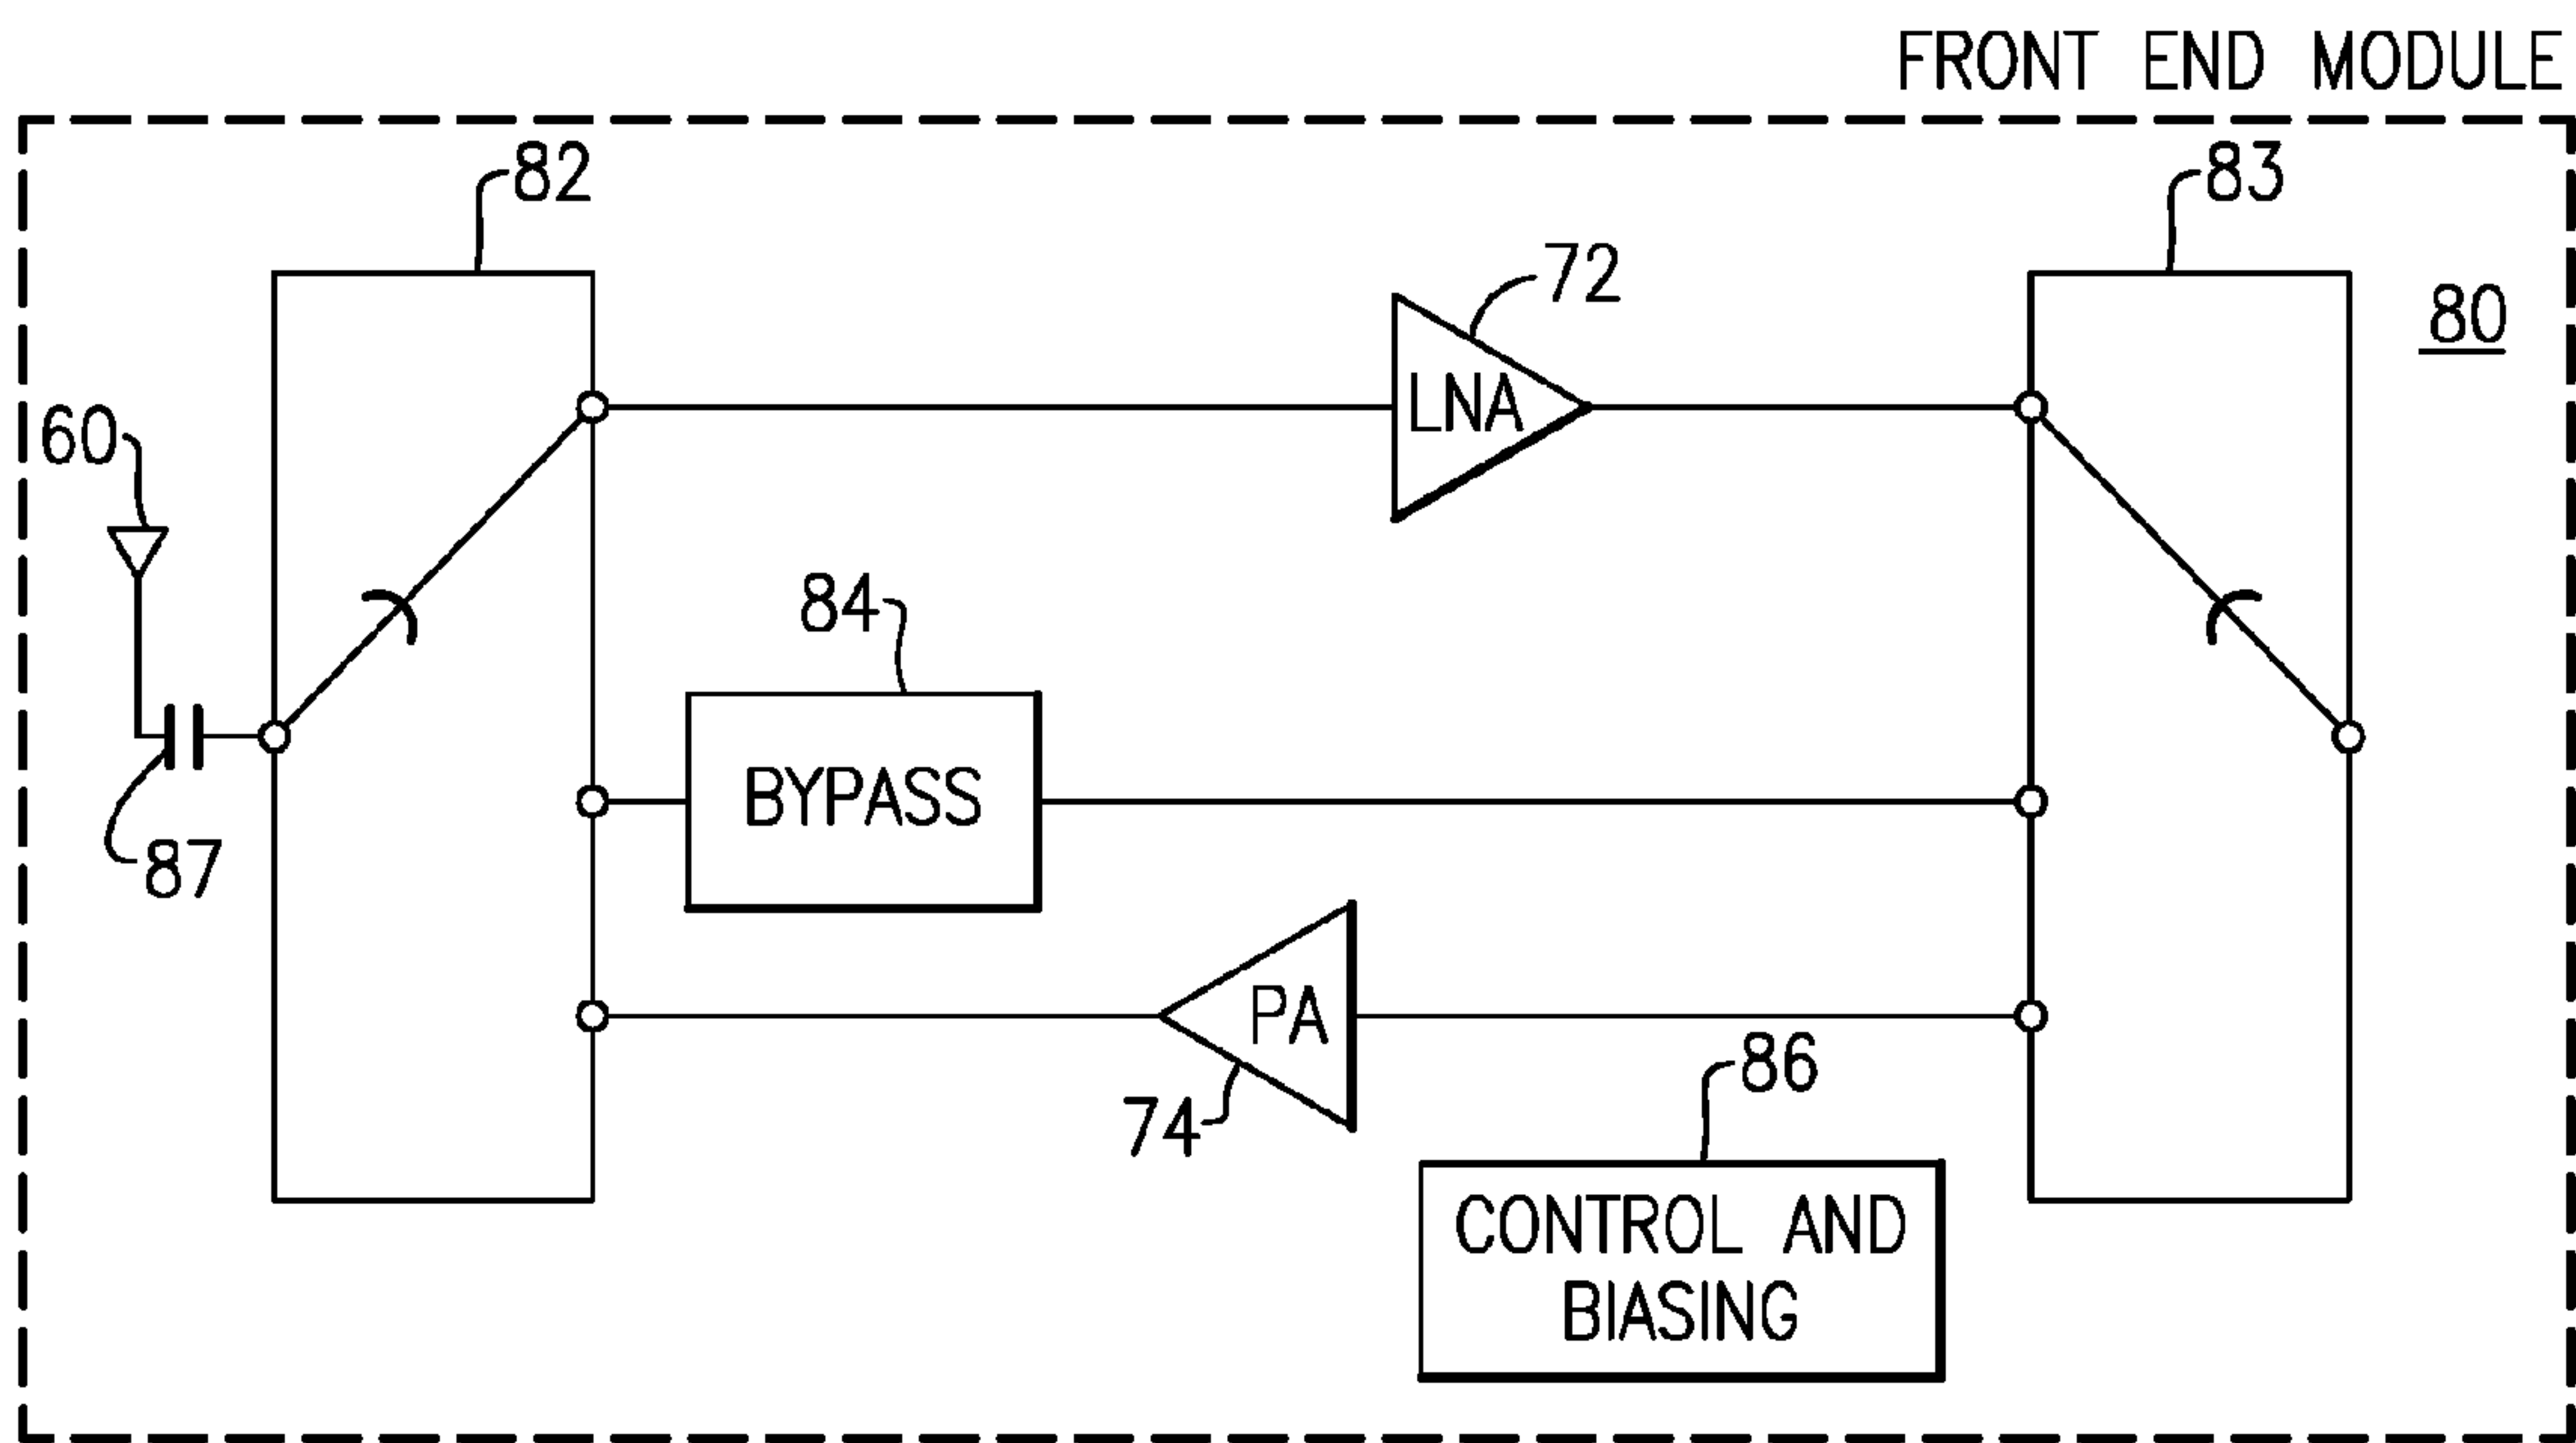 FRONT END MODULE
82
83
72
80
LNA
60
84
BYPASS
87
PA
86
74
CONTROL AND
BIASING